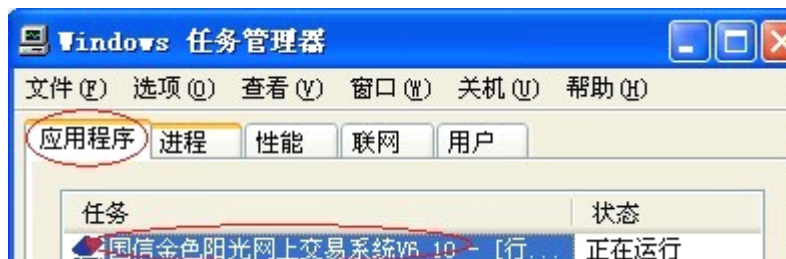 Windows 任务管理器
文件(F) 选项(O) 查看(V) 窗口(W) 关机(U) 帮助(H)
应用程序 进程 性能 联网 用户
任务 状态
国信金色阳光网上交易系统V6.10 - [行... 正在运行